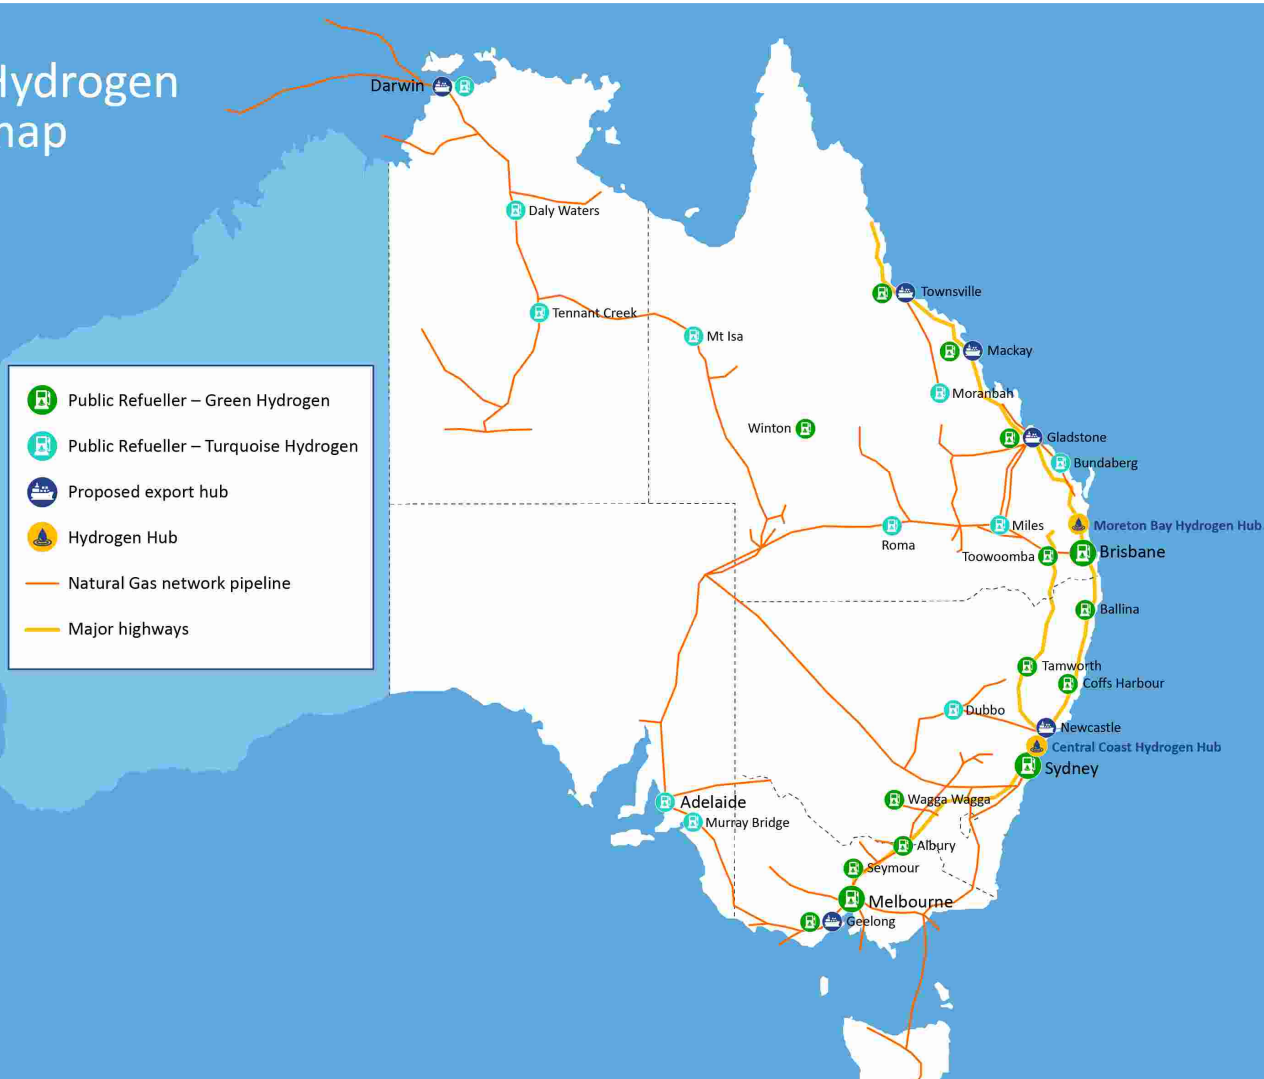 Hydrogen
map
Darwin
Daly Waters
Tennant Creek
Mt Isa
Townsville
Mackay
Moranbah
Winton
Gladstone
Bundaberg
Moreton Bay Hydrogen Hub
Miles
Roma
Toowoomba
Brisbane
Ballina
Tamworth
Coffs Harbour
Dubbo
Newcastle
Central Coast Hydrogen Hub
Sydney
Wagga Wagga
Adelaide
Murray Bridge
Albury
Seymour
Melbourne
Geelong
Public Refueller – Green Hydrogen
Public Refueller – Turquoise Hydrogen
Proposed export hub
Hydrogen Hub
Natural Gas network pipeline
Major highways